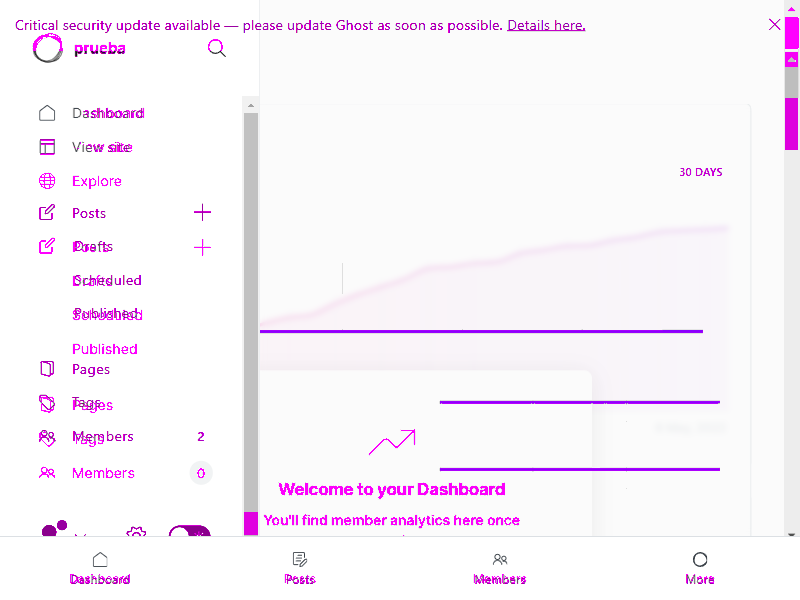 Critical security update available — please update Ghost as soon as possible. Details here.
prueba
Dashboard
View site
Explore
Posts
Drafts
Posts
Scheduled
Drafts
Published
Scheduled
Published
Pages
Tags
Pages
Members 2
Tags
Members 0
30 DAYS
Welcome to your Dashboard
You'll find member analytics here once
Dashboard
Posts
Members
More